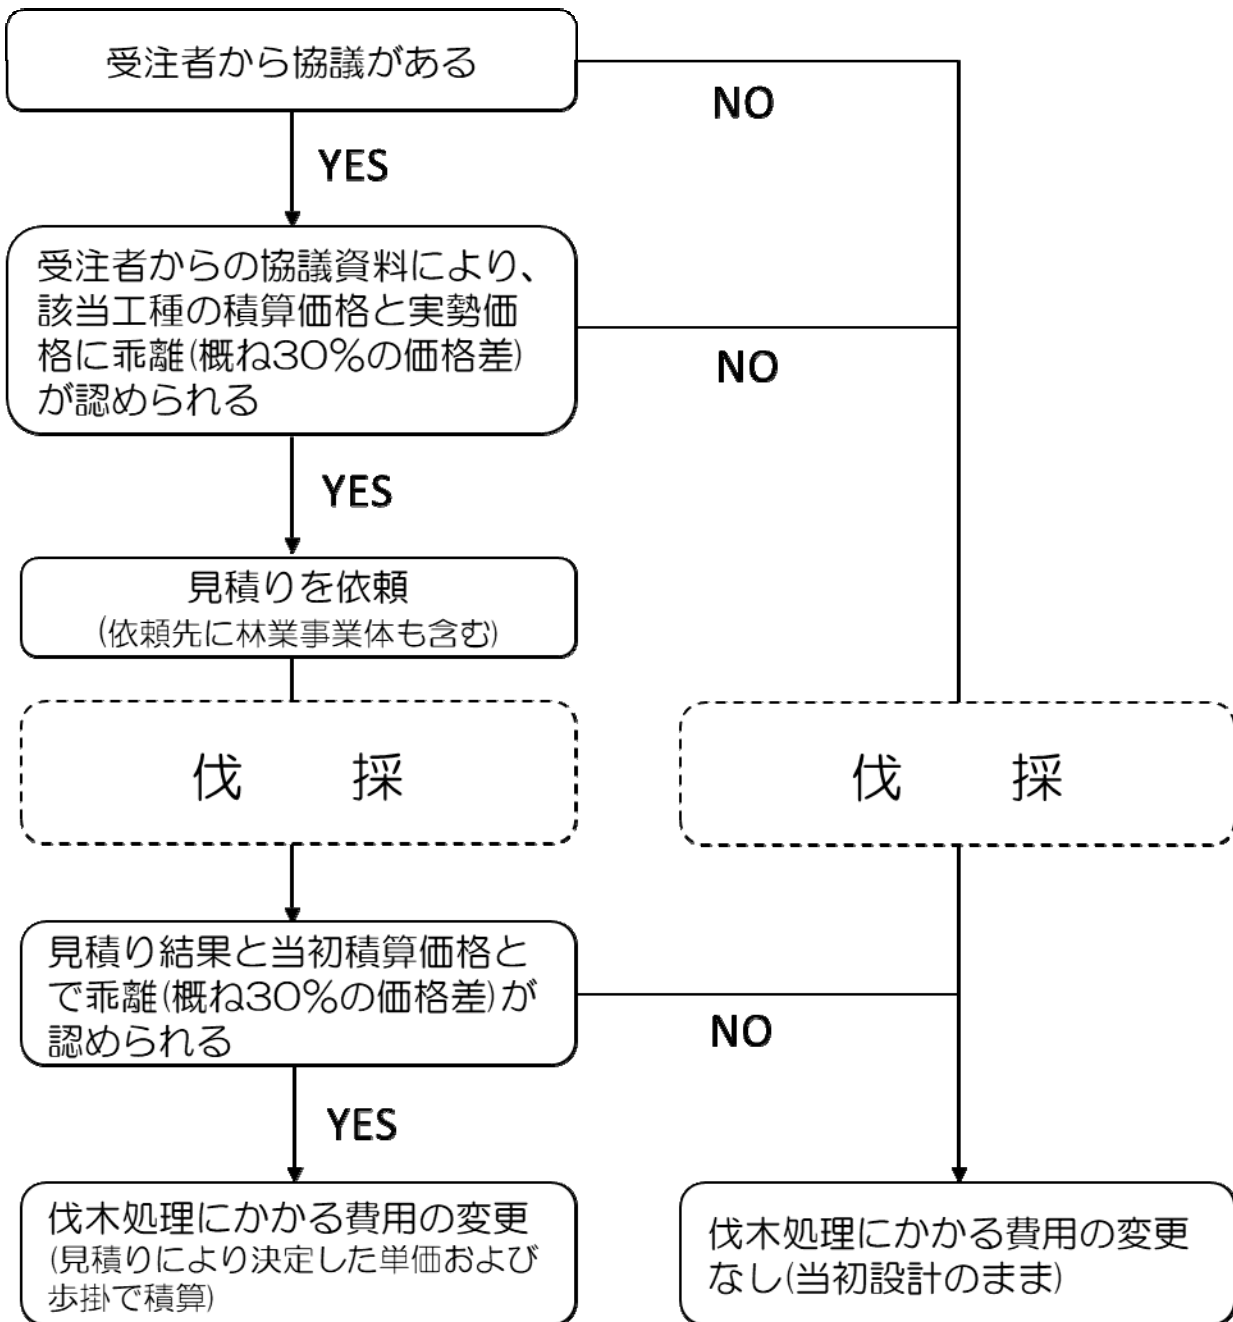 受注者から協議がある
NO
YES
受注者からの協議資料により、
該当工種の積算価格と実勢価
格に乖離(概ね30%の価格差)
が認められる
NO
YES
見積りを依頼
(依頼先に林業事業体も含む)
伐　採
伐　採
見積り結果と当初積算価格と
で乖離(概ね30%の価格差)が
認められる
NO
YES
伐木処理にかかる費用の変更
(見積りにより決定した単価および
歩掛で積算)
伐木処理にかかる費用の変更
なし(当初設計のまま)